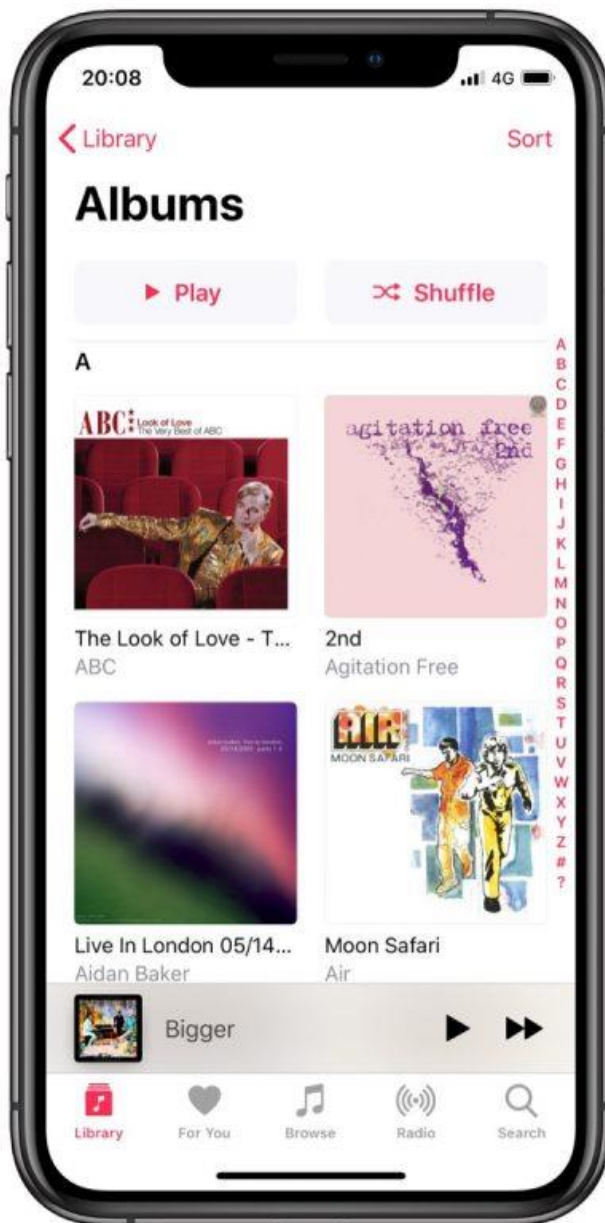 20:08
4G
Library
Sort
Albums
Play
Shuffle
A
ABC Look of Love
The Very Best of ABC
agitation free
2nd
The Look of Love - T...
ABC
2nd
Agitation Free
AIR
MOON SAFARI
Live In London 05/14...
Aidan Baker
Moon Safari
Air
A
B
C
D
E
F
G
H
I
J
K
L
M
N
O
P
Q
R
S
T
U
V
W
X
Y
Z
#
?
Bigger
Library
For You
Browse
Radio
Search